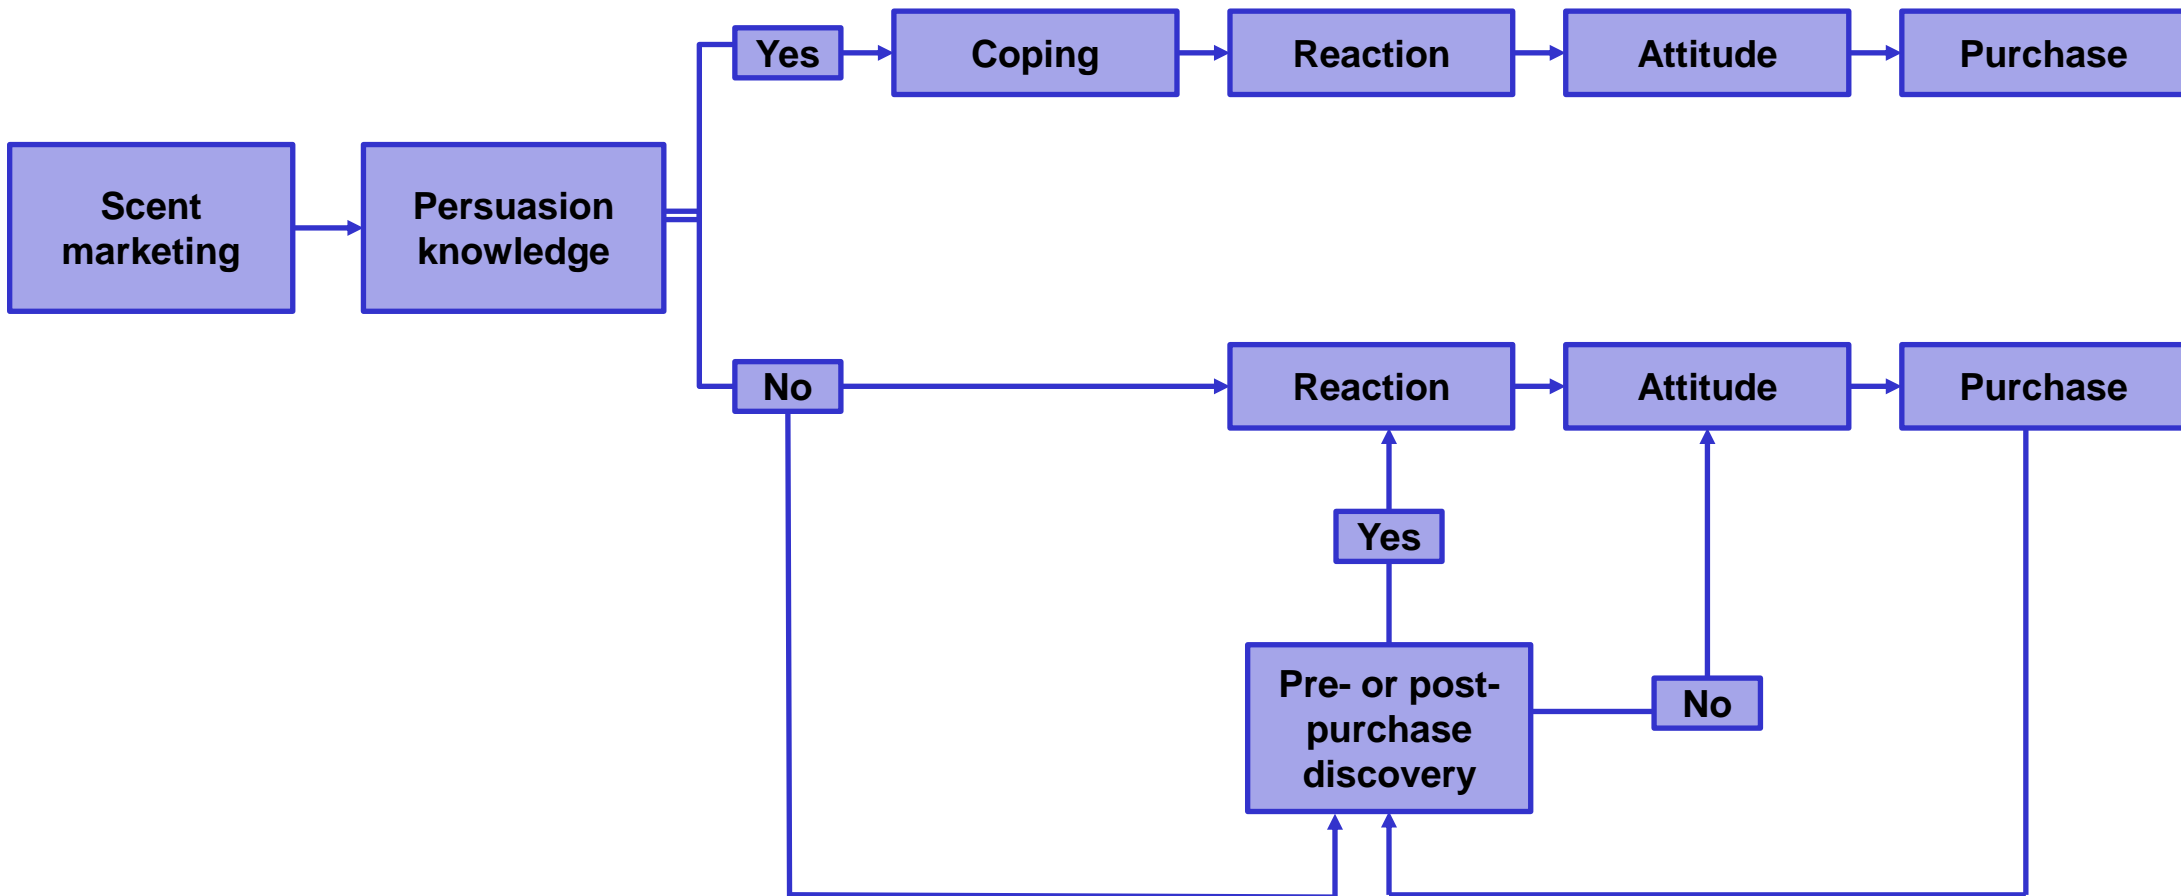 Yes
Coping
Reaction
Attitude
Purchase
Scent
marketing
Persuasion
knowledge
No
Reaction
Attitude
Purchase
Yes
Pre- or post-
purchase
discovery
No